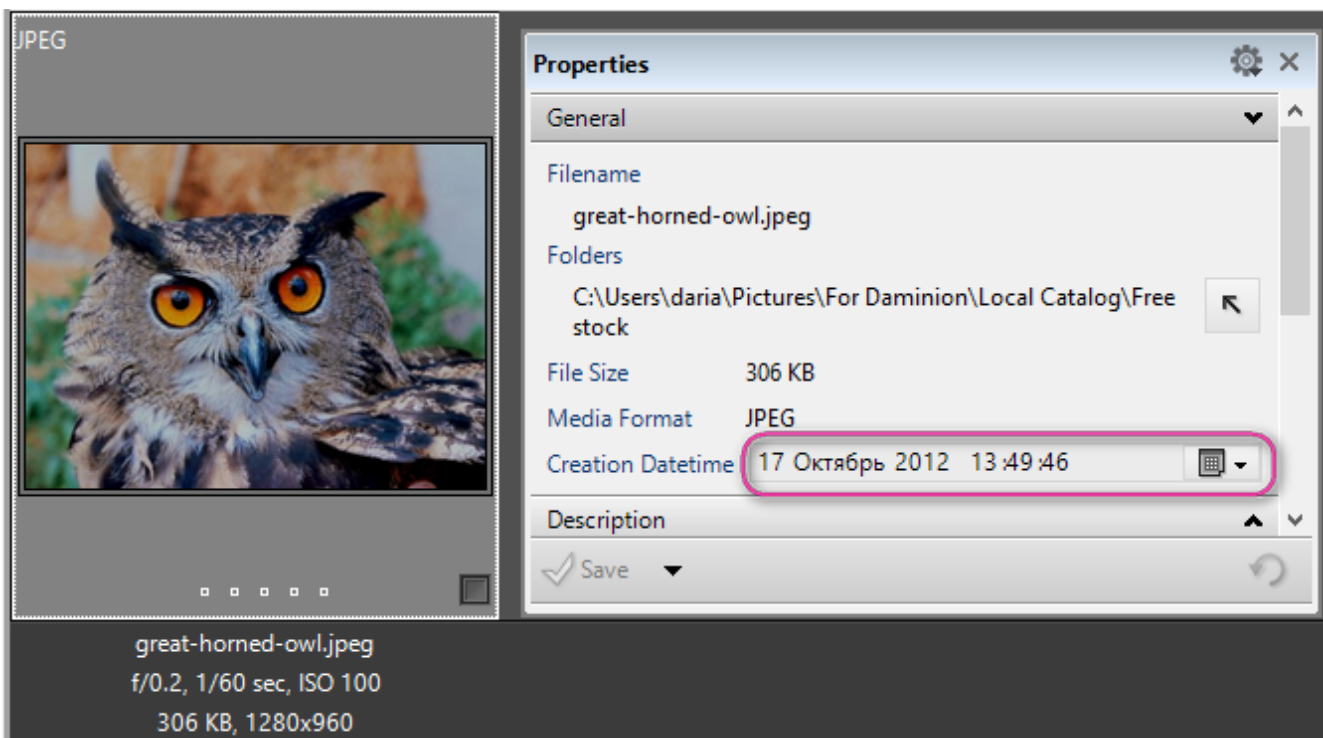 JPEG
great-horned-owl.jpeg
f/0.2, 1/60 sec, ISO 100
306 KB, 1280x960
Properties
General
Filename
great-horned-owl.jpeg
Folders
C:\Users\daria\Pictures\For Daminion\Local Catalog\Free
stock
File Size 306 KB
Media Format JPEG
Creation Datetime 17 Октябрь 2012 13:49:46
Description
Save